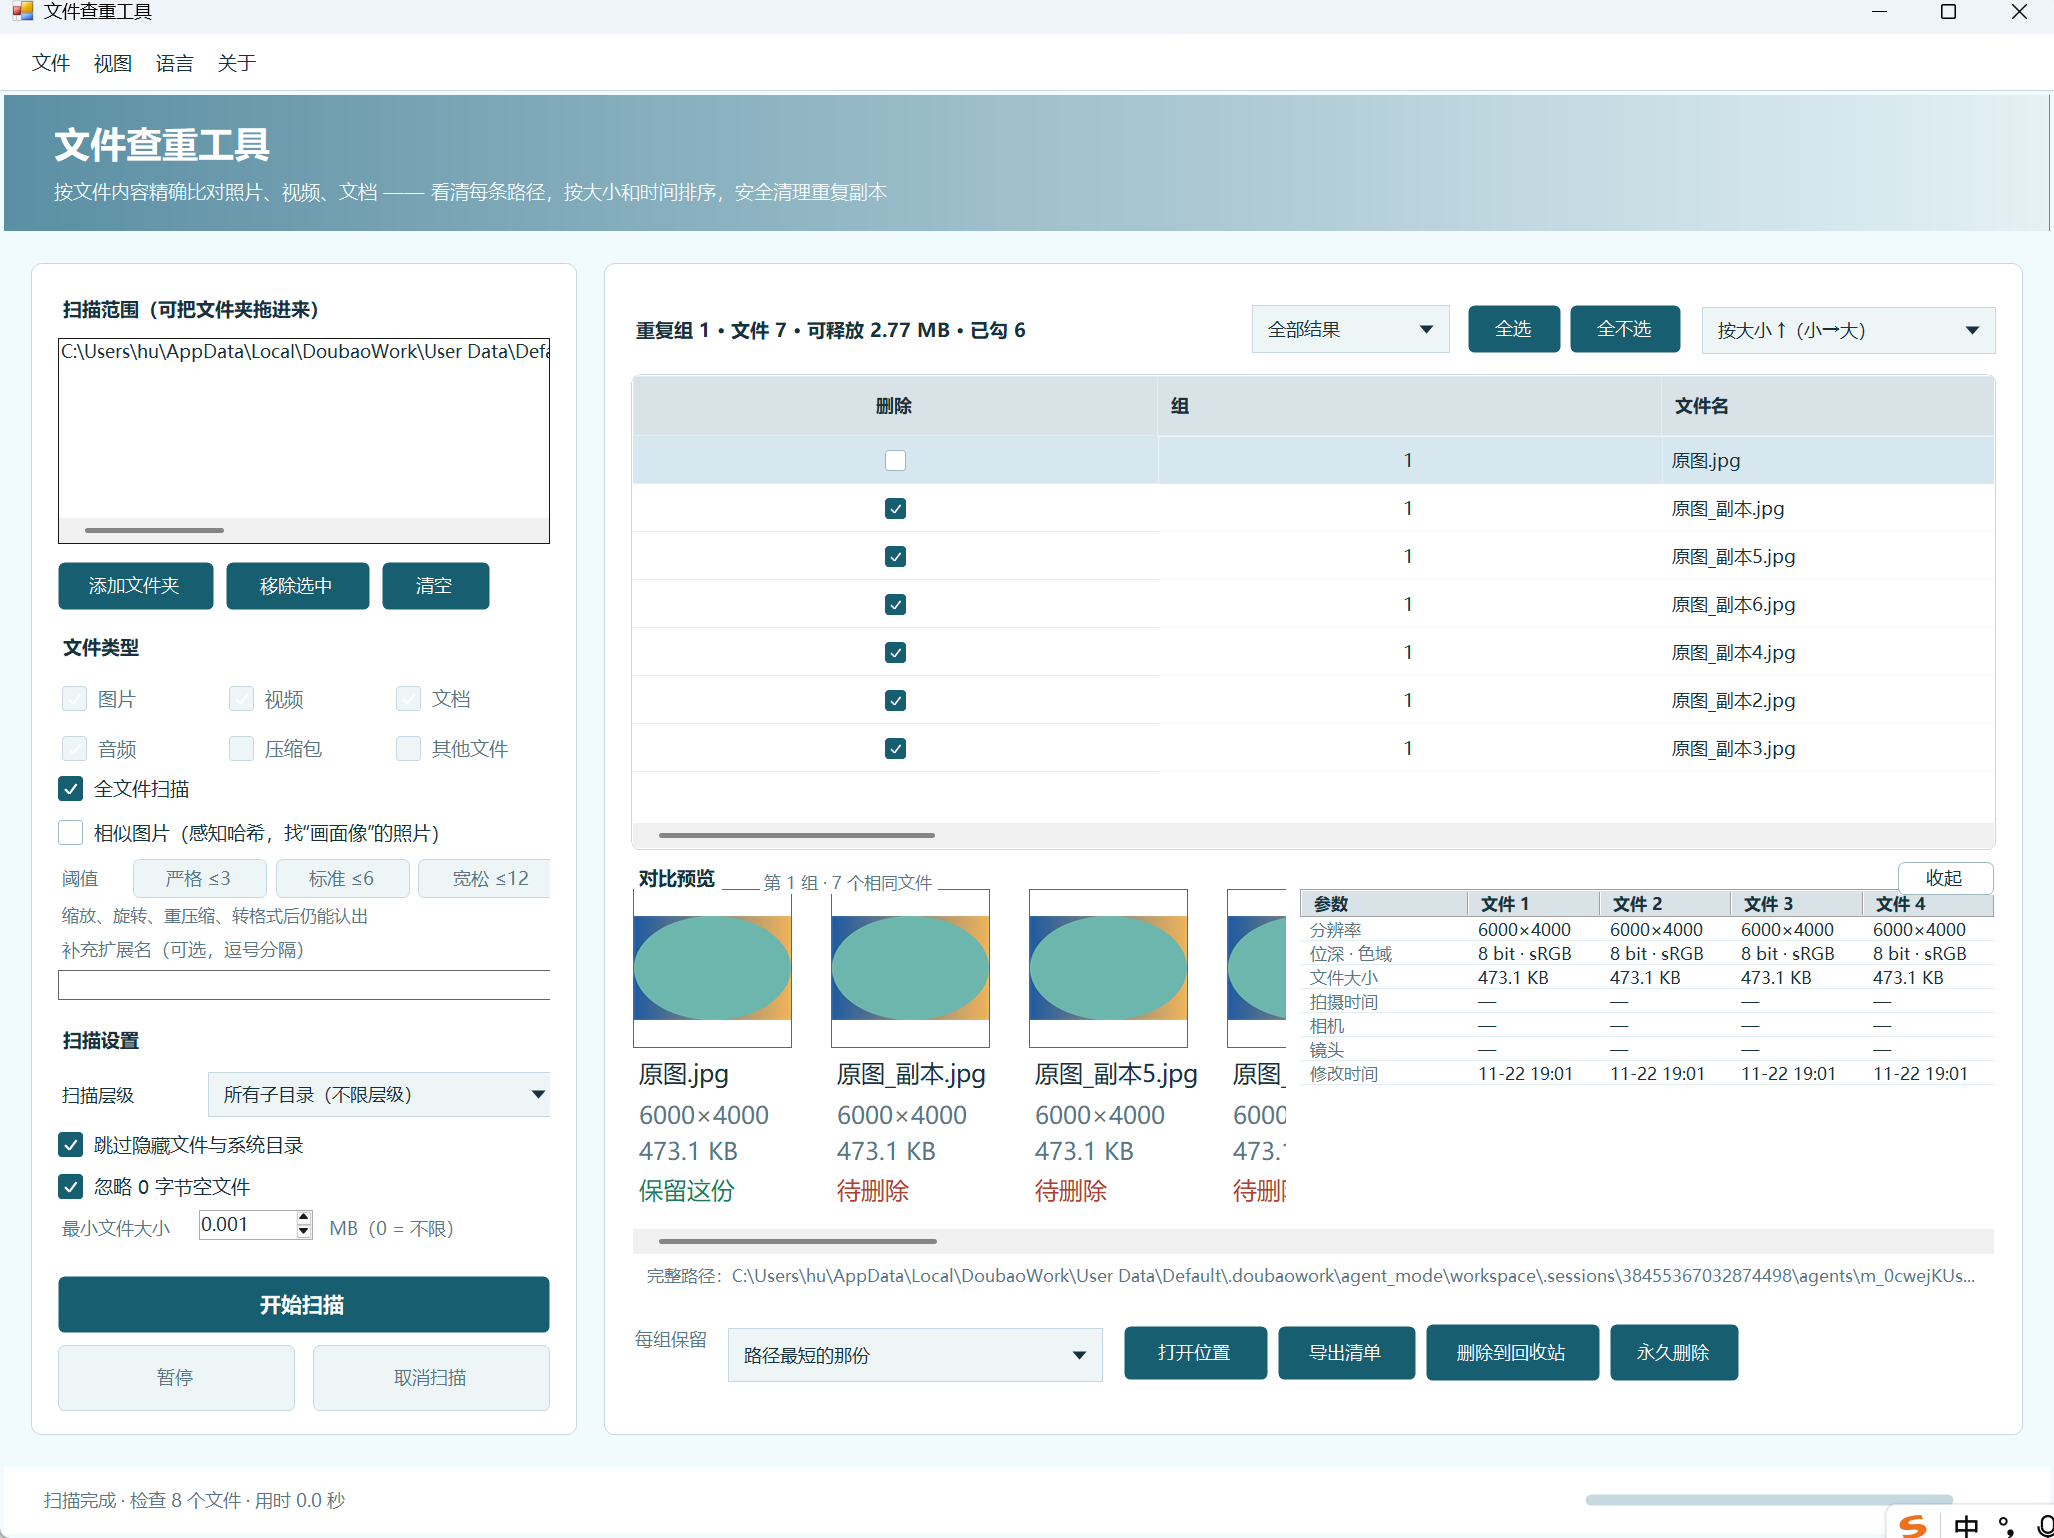 文件查重工具
文件 视图 语言 关于
文件查重工具
按文件内容精确比对照片、视频、文档 —— 看清每条路径，按大小和时间排序，安全清理重复副本
扫描范围（可把文件夹拖进来）
C:\Users\hu\AppData\Local\DoubaoWork\User Data\Defa
添加文件夹 移除选中 清空
文件类型
图片 视频 文档
音频 压缩包 其他文件
全文件扫描
相似图片（感知哈希，找“画面像”的照片）
阈值 严格 ≤3 标准 ≤6 宽松 ≤12
缩放、旋转、重压缩、转格式后仍能认出
补充扩展名（可选，逗号分隔）
扫描设置
扫描层级 所有子目录（不限层级）
跳过隐藏文件与系统目录
忽略 0 字节空文件
最小文件大小 0.001 MB（0 = 不限）
开始扫描
暂停 取消扫描
重复组 1 · 文件 7 · 可释放 2.77 MB · 已勾 6 全部结果 全选 全不选 按大小↑（小→大）
删除 组 文件名
1 原图.jpg
1 原图_副本.jpg
1 原图_副本5.jpg
1 原图_副本6.jpg
1 原图_副本4.jpg
1 原图_副本2.jpg
1 原图_副本3.jpg
对比预览 第 1 组 · 7 个相同文件 收起
原图.jpg 原图_副本.jpg 原图_副本5.jpg 原图_
6000×4000 6000×4000 6000×4000 6000
473.1 KB 473.1 KB 473.1 KB 473.1
保留这份 待删除 待删除 待删除
参数 文件 1 文件 2 文件 3 文件 4
分辨率 6000×4000 6000×4000 6000×4000 6000×4000
位深 · 色域 8 bit · sRGB 8 bit · sRGB 8 bit · sRGB 8 bit · sRGB
文件大小 473.1 KB 473.1 KB 473.1 KB 473.1 KB
拍摄时间 — — — —
相机 — — — —
镜头 — — — —
修改时间 11-22 19:01 11-22 19:01 11-22 19:01 11-22 19:01
完整路径：C:\Users\hu\AppData\Local\DoubaoWork\User Data\Default\.doubaowork\agent_mode\workspace\.sessions\38455367032874498\agents\m_0cwejKUs...
每组保留 路径最短的那份 打开位置 导出清单 删除到回收站 永久删除
扫描完成 · 检查 8 个文件 · 用时 0.0 秒
中